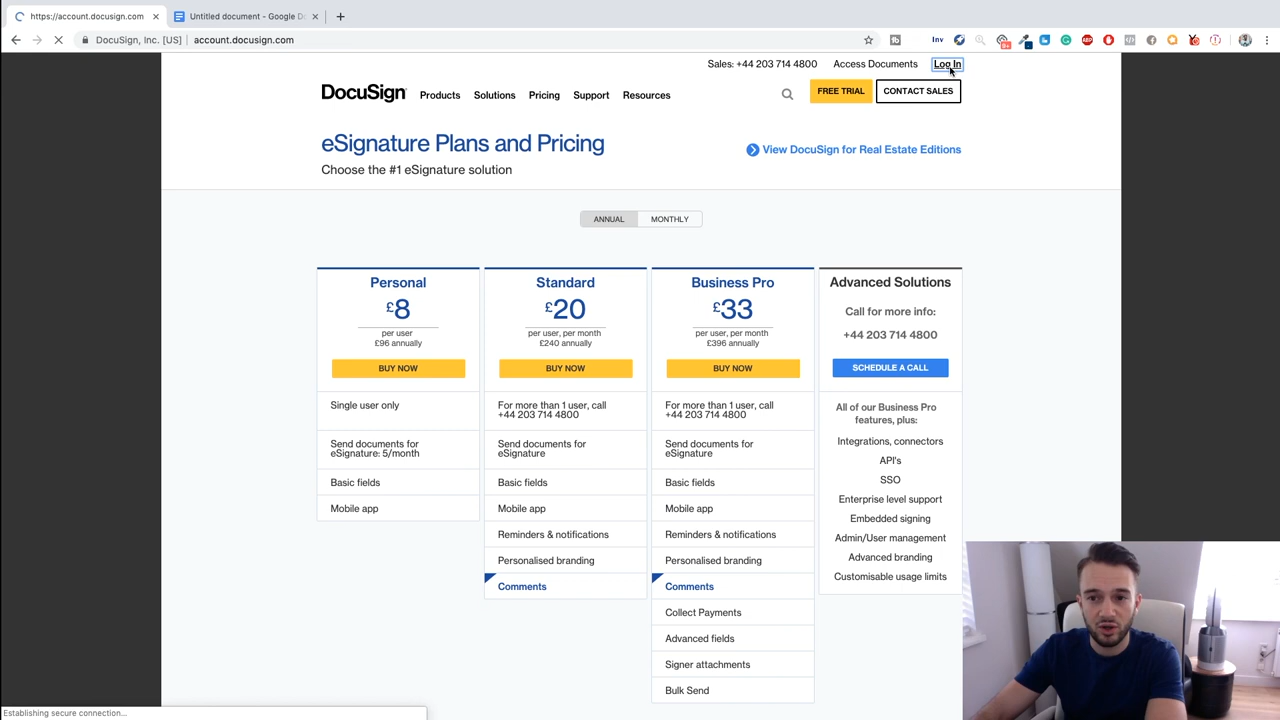 https://account.docusign.com
Untitled document - Google Do
DocuSign, Inc. [US]
account.docusign.com
Inv
Sales: +44 203 714 4800
Access Documents
Log In
DocuSign
Products
Solutions
Pricing
Support
Resources
FREE TRIAL
CONTACT SALES
eSignature Plans and Pricing
View DocuSign for Real Estate Editions
Choose the #1 eSignature solution
ANNUAL
MONTHLY
Personal
£8
per user
£96 annually
BUY NOW
Single user only
Send documents for
eSignature: 5/month
Basic fields
Mobile app
Standard
£20
per user, per month
£240 annually
BUY NOW
For more than 1 user, call
+44 203 714 4800
Send documents for
eSignature
Basic fields
Mobile app
Reminders & notifications
Personalised branding
Comments
Business Pro
£33
per user, per month
£396 annually
BUY NOW
For more than 1 user, call
+44 203 714 4800
Send documents for
eSignature
Basic fields
Mobile app
Reminders & notifications
Personalised branding
Comments
Collect Payments
Advanced fields
Signer attachments
Bulk Send
Advanced Solutions
Call for more info:
+44 203 714 4800
SCHEDULE A CALL
All of our Business Pro
features, plus:
Integrations, connectors
API's
SSO
Enterprise level support
Embedded signing
Admin/User management
Advanced branding
Customisable usage limits
Establishing secure connection...